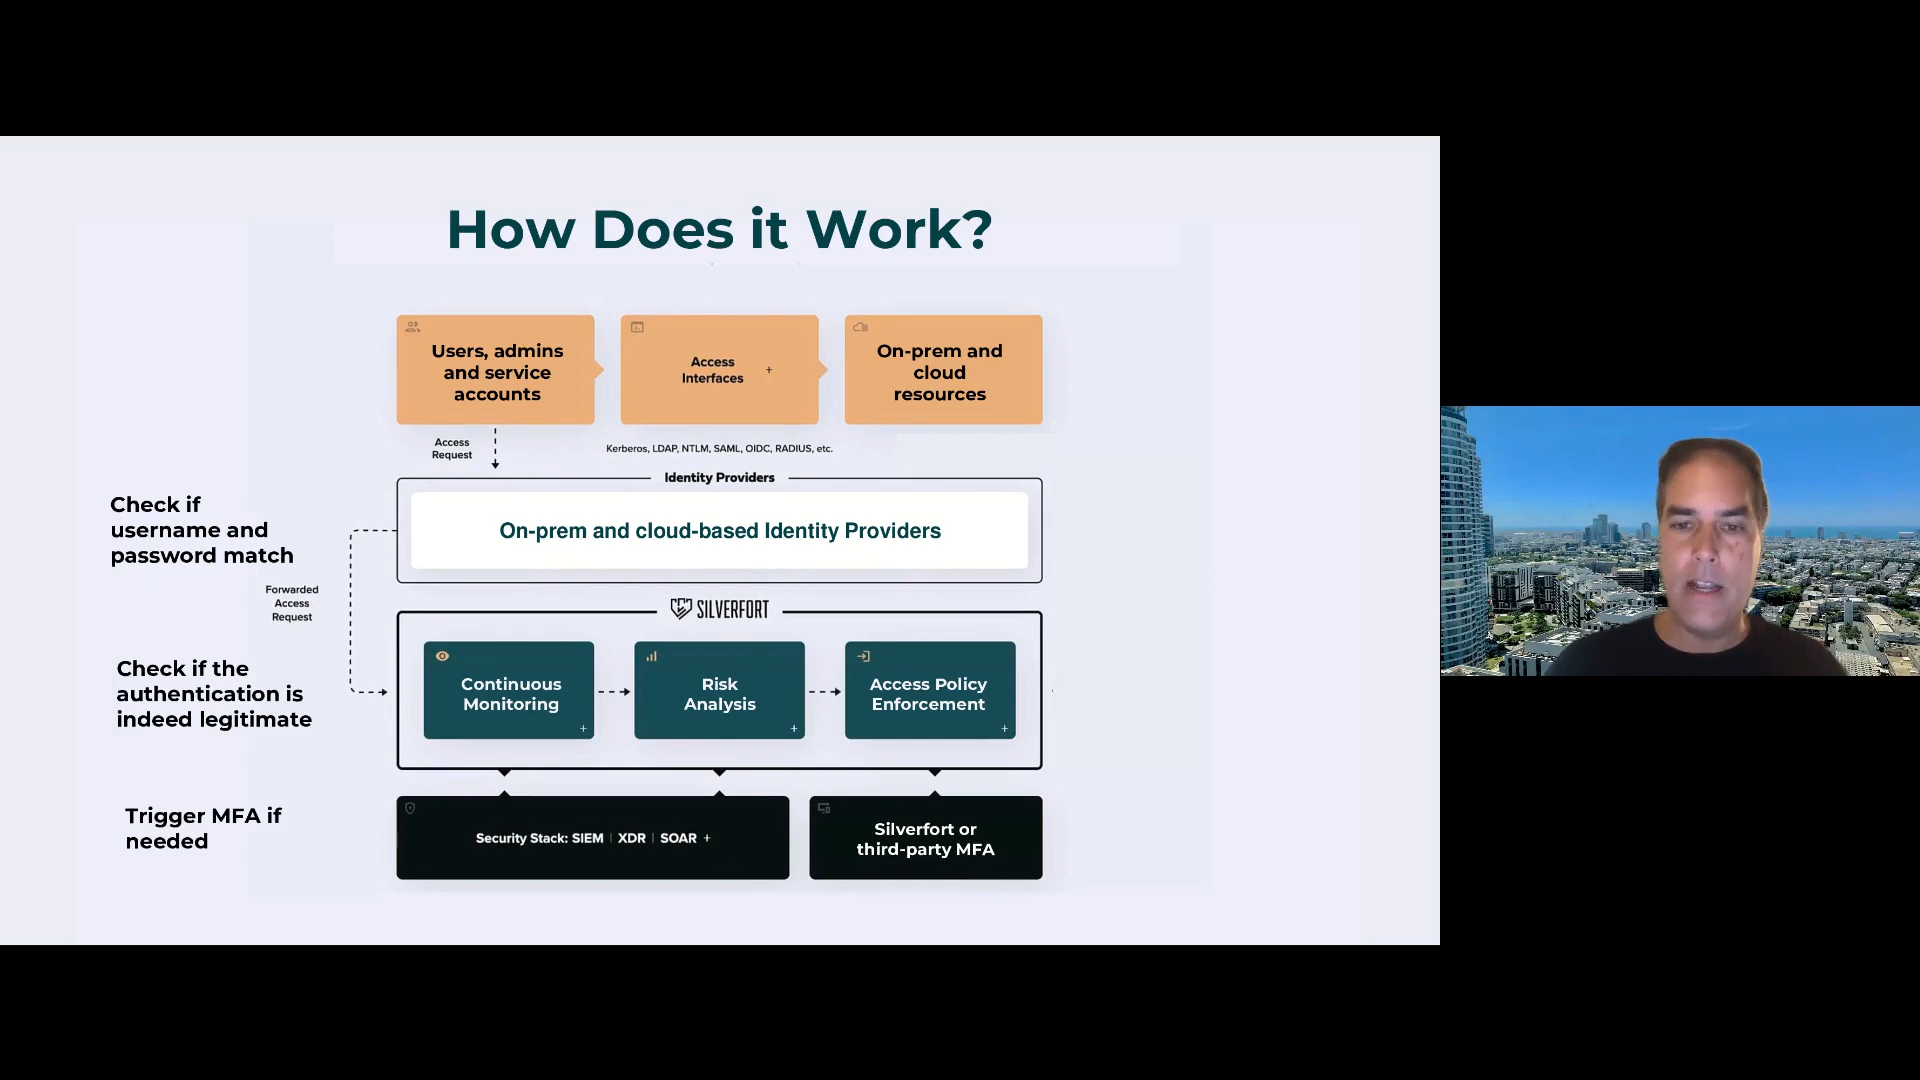 How Does it Work?
Users, admins
and service
accounts
Access
Interfaces
+
On-prem and
cloud
resources
Access
Request
Kerberos, LDAP, NTLM, SAML, OIDC, RADIUS, etc.
Identity Providers
Check if
username and
password match
On-prem and cloud-based Identity Providers
Forwarded
Access
Request
SILVERFORT
Check if the
authentication is
indeed legitimate
Continuous
Monitoring
+
Risk
Analysis
+
Access Policy
Enforcement
+
Trigger MFA if
needed
Security Stack: SIEM | XDR | SOAR +
Silverfort or
third-party MFA